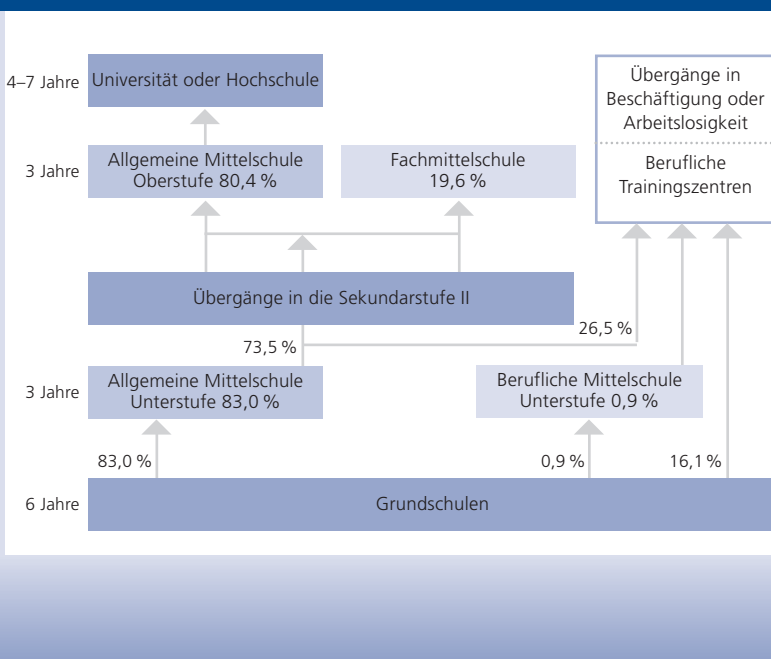 4–7 Jahre
Universität oder Hochschule
Übergänge in
Beschäftigung oder
Arbeitslosigkeit
Berufliche
Trainingszentren
3 Jahre
Allgemeine Mittelschule
Oberstufe 80,4 %
Fachmittelschule
19,6 %
Übergänge in die Sekundarstufe II
73,5 %
26,5 %
3 Jahre
Allgemeine Mittelschule
Unterstufe 83,0 %
Berufliche Mittelschule
Unterstufe 0,9 %
83,0 %
0,9 %
16,1 %
6 Jahre
Grundschulen